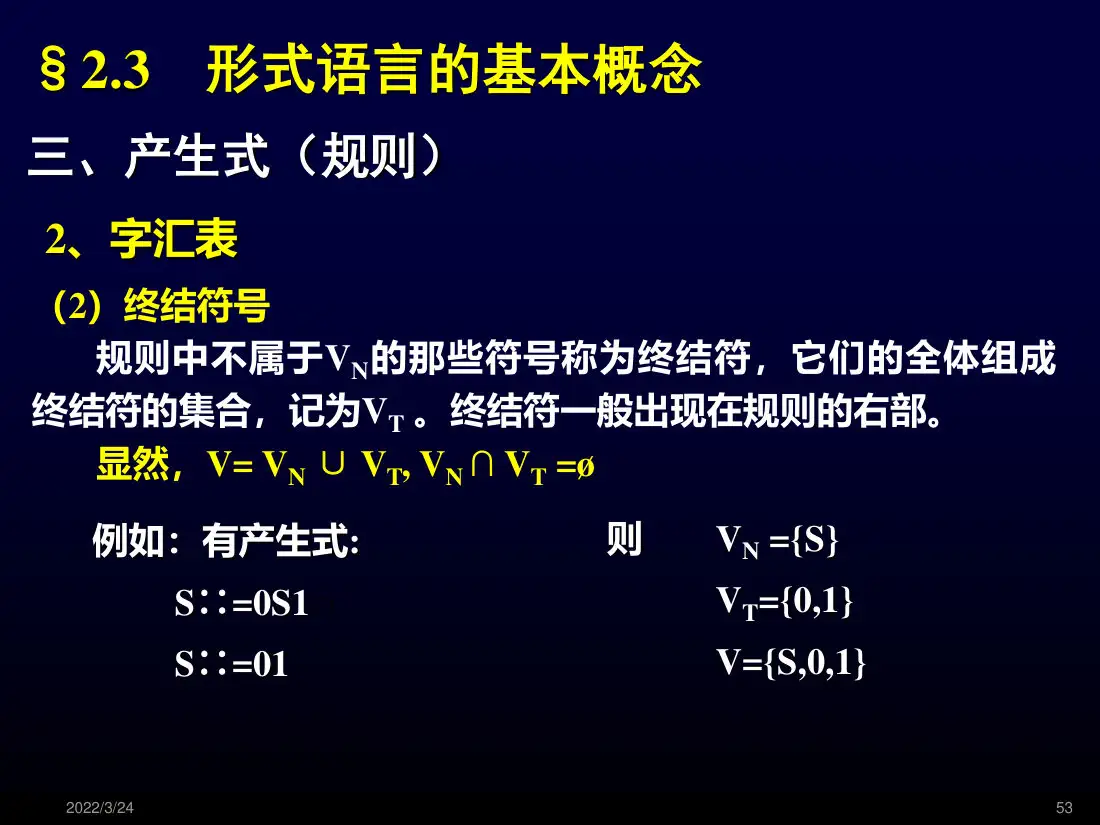 §2.3 形式语言的基本概念
三、产生式（规则）
2、字汇表
（2）终结符号
规则中不属于VN的那些符号称为终结符，它们的全体组成
终结符的集合，记为VT 。终结符一般出现在规则的右部。
显然，V= VN ∪ VT, VN∩ VT =ø
例如：有产生式: 则 VN ={S}
S∷=0S1 VT={0,1}
S∷=01 V={S,0,1}
2022/3/24 53